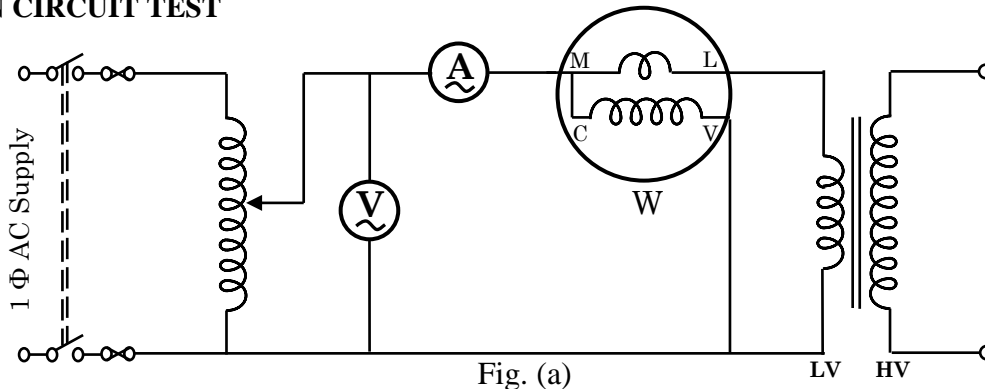 N CIRCUIT TEST
A
M
L
C
V
W
V
1 Φ AC Supply
LV
HV
Fig. (a)